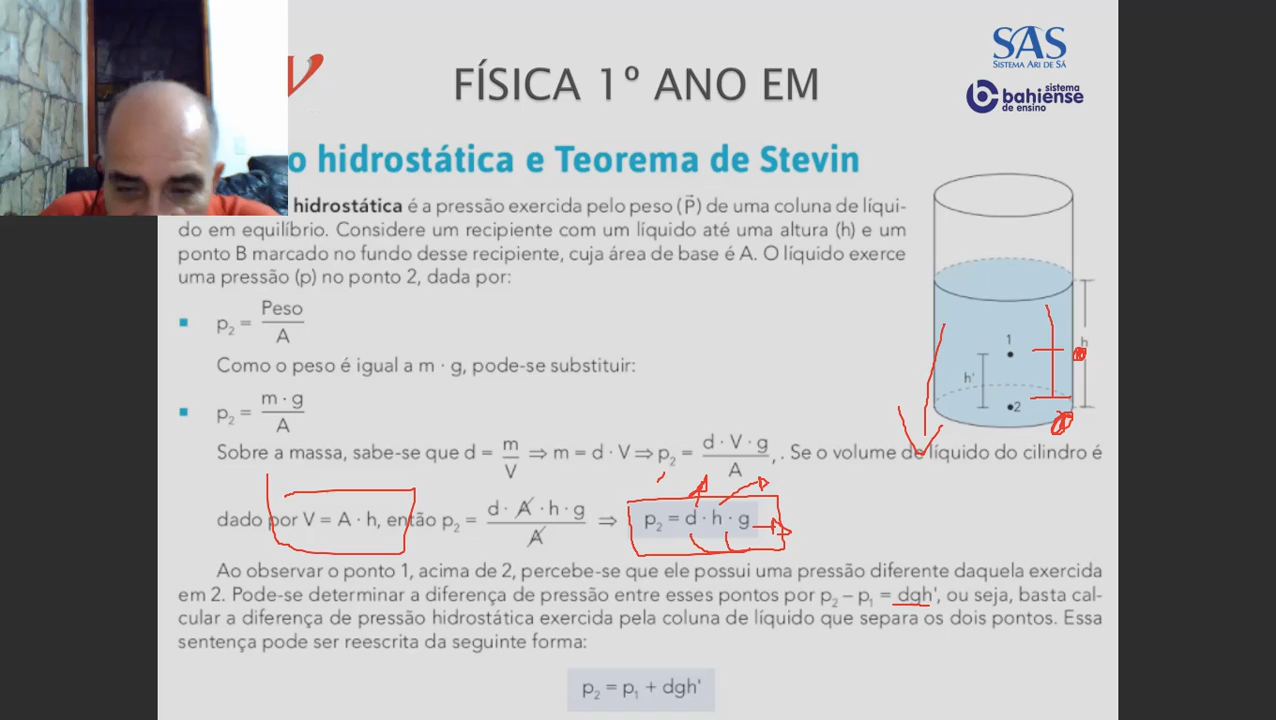 SAS
SISTEMA ARI DE SÁ
FÍSICA 1º ANO EM
sistema
bahiense
de ensino
o hidrostática e Teorema de Stevin
hidrostática é a pressão exercida pelo peso (P⃗) de uma coluna de líqui-
do em equilíbrio. Considere um recipiente com um líquido até uma altura (h) e um
ponto B marcado no fundo desse recipiente, cuja área de base é A. O líquido exerce
uma pressão (p) no ponto 2, dada por:
p₂ = Peso / A
Como o peso é igual a m · g, pode-se substituir:
p₂ = m · g / A
Sobre a massa, sabe-se que d = m / V ⇒ m = d · V ⇒ p₂ = d · V · g / A, . Se o volume de líquido do cilindro é
dado por V = A · h, então p₂ = d · A · h · g / A ⇒ p₂ = d · h · g
Ao observar o ponto 1, acima de 2, percebe-se que ele possui uma pressão diferente daquela exercida
em 2. Pode-se determinar a diferença de pressão entre esses pontos por p₂ – p₁ = dgh', ou seja, basta cal-
cular a diferença de pressão hidrostática exercida pela coluna de líquido que separa os dois pontos. Essa
sentença pode ser reescrita da seguinte forma:
p₂ = p₁ + dgh'
1
h
h'
2